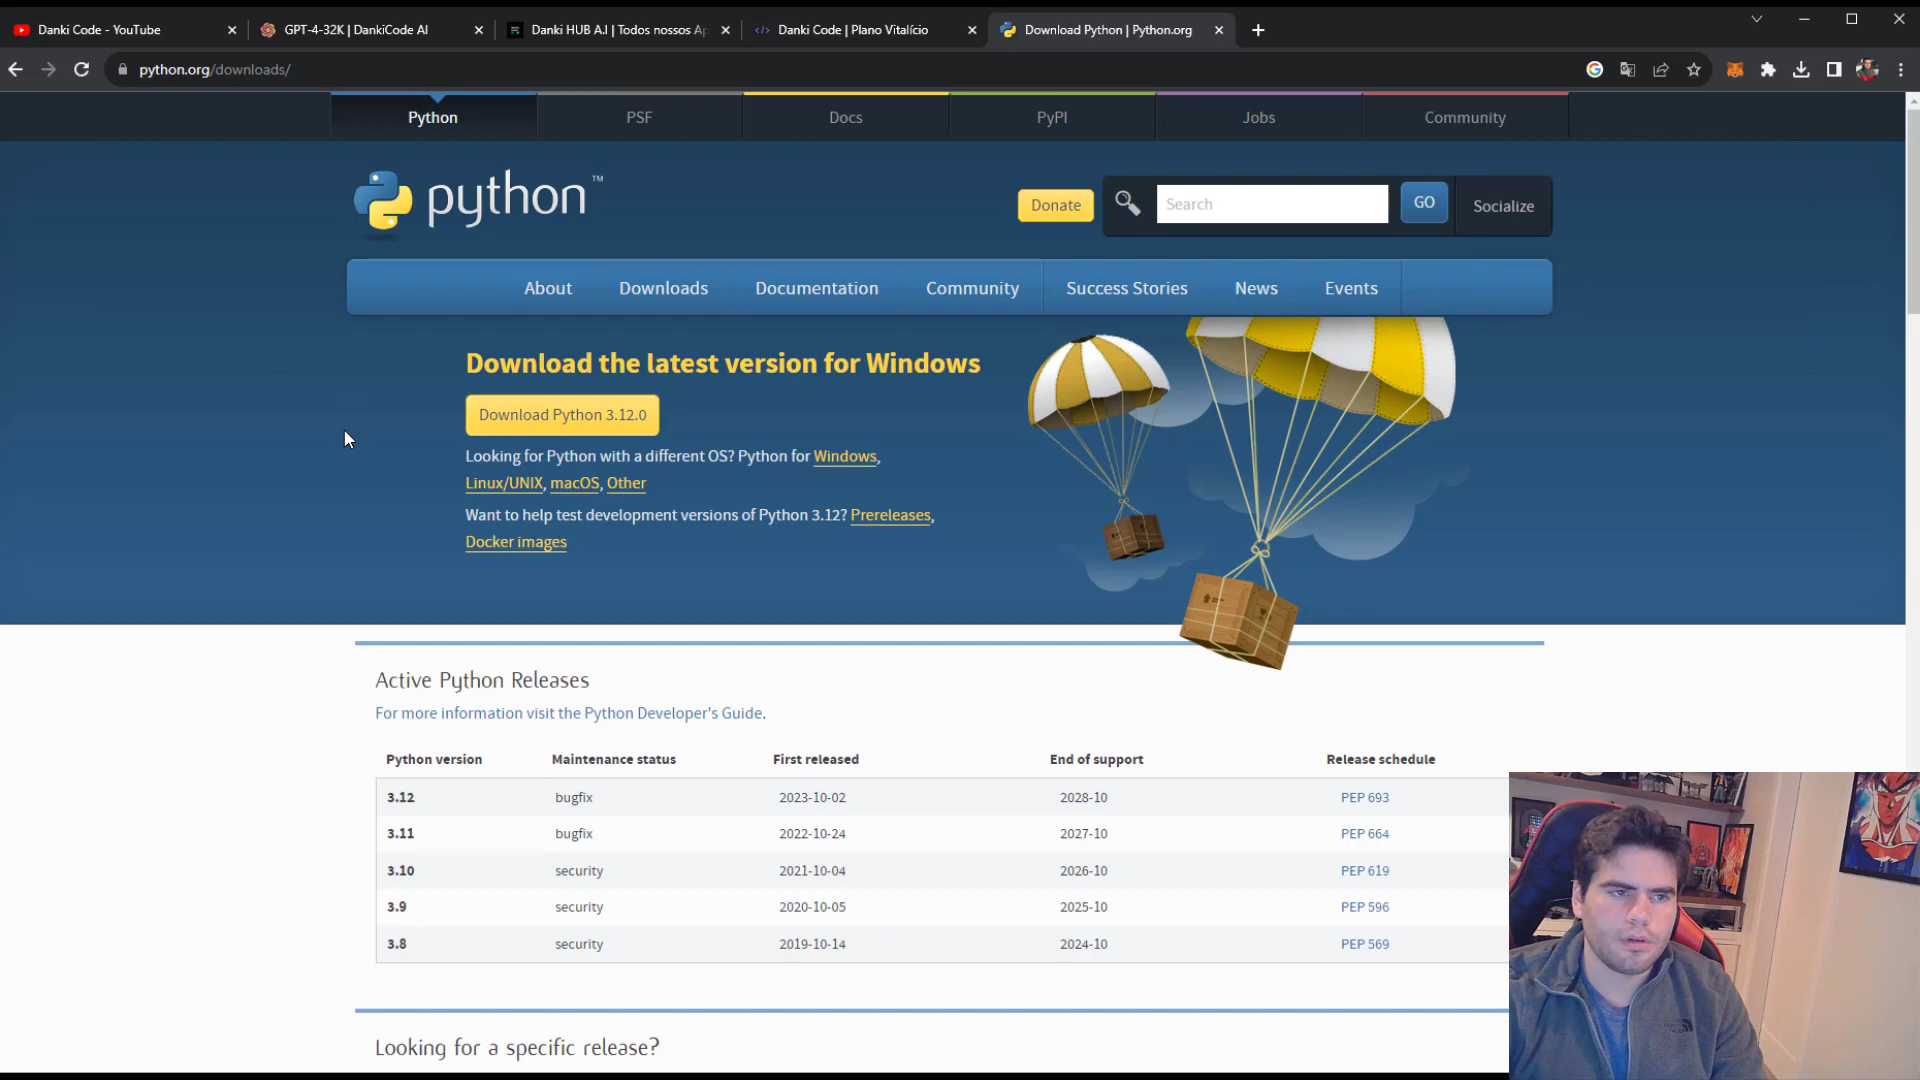 Danki Code - YouTube
GPT-4-32K | DankiCode AI
Danki HUB A.I | Todos nossos Ap
Danki Code | Plano Vitalício
Download Python | Python.org
python.org/downloads/
Python
PSF
Docs
PyPI
Jobs
Community
python™
Donate
Search
GO
Socialize
About
Downloads
Documentation
Community
Success Stories
News
Events
Download the latest version for Windows
Download Python 3.12.0
Looking for Python with a different OS? Python for Windows,
Linux/UNIX, macOS, Other
Want to help test development versions of Python 3.12? Prereleases,
Docker images
Active Python Releases
For more information visit the Python Developer's Guide.
Python version Maintenance status First released End of support Release schedule
3.12 bugfix 2023-10-02 2028-10 PEP 693
3.11 bugfix 2022-10-24 2027-10 PEP 664
3.10 security 2021-10-04 2026-10 PEP 619
3.9 security 2020-10-05 2025-10 PEP 596
3.8 security 2019-10-14 2024-10 PEP 569
Looking for a specific release?